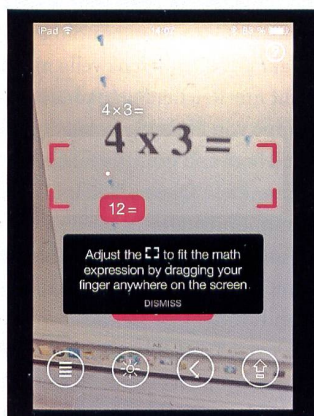 iPad
4×3=
4 x 3 =
12 =
Adjust the to fit the math
expression by dragging your
finger anywhere on the screen
DISMISS